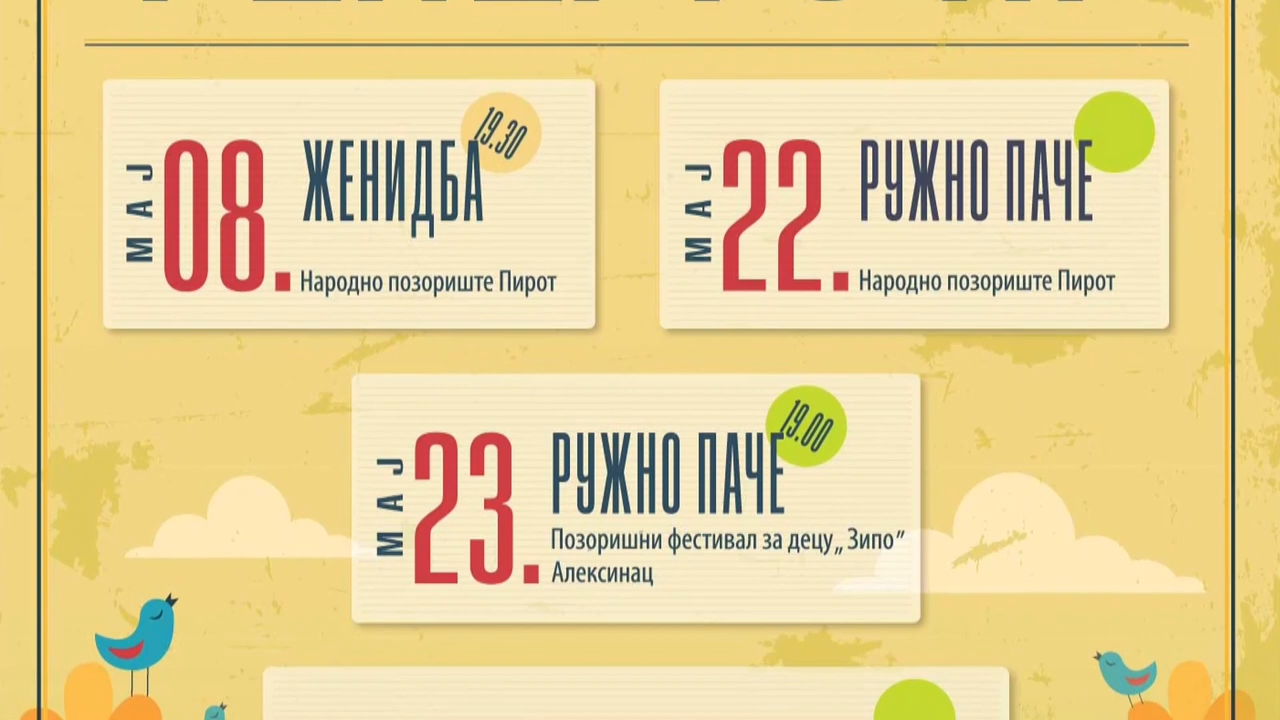 МАЈ
08.
ЖЕНИДБА
19.30
Народно позориште Пирот
МАЈ
22.
РУЖНО ПАЧЕ
Народно позориште Пирот
МАЈ
23.
РУЖНО ПАЧЕ
19.00
Позоришни фестивал за децу„ Зипо”
Алексинац